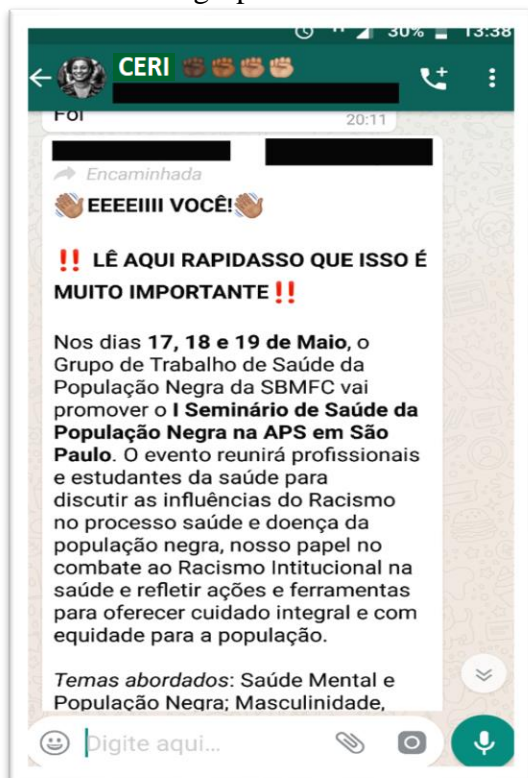 30% 13:38
CERI ✊🏿✊🏾✊🏽✊🏼
Foi
20:11
Encaminhada
👋🏽EEEEIIII VOCÊ!👋🏽
‼️ LÊ AQUI RAPIDASSO QUE ISSO É
MUITO IMPORTANTE‼️
Nos dias 17, 18 e 19 de Maio, o
Grupo de Trabalho de Saúde da
População Negra da SBMFC vai
promover o I Seminário de Saúde da
População Negra na APS em São
Paulo. O evento reunirá profissionais
e estudantes da saúde para
discutir as influências do Racismo
no processo saúde e doença da
população negra, nosso papel no
combate ao Racismo Intitucional na
saúde e refletir ações e ferramentas
para oferecer cuidado integral e com
equidade para a população.
Temas abordados: Saúde Mental e
População Negra; Masculinidade,
Digite aqui...